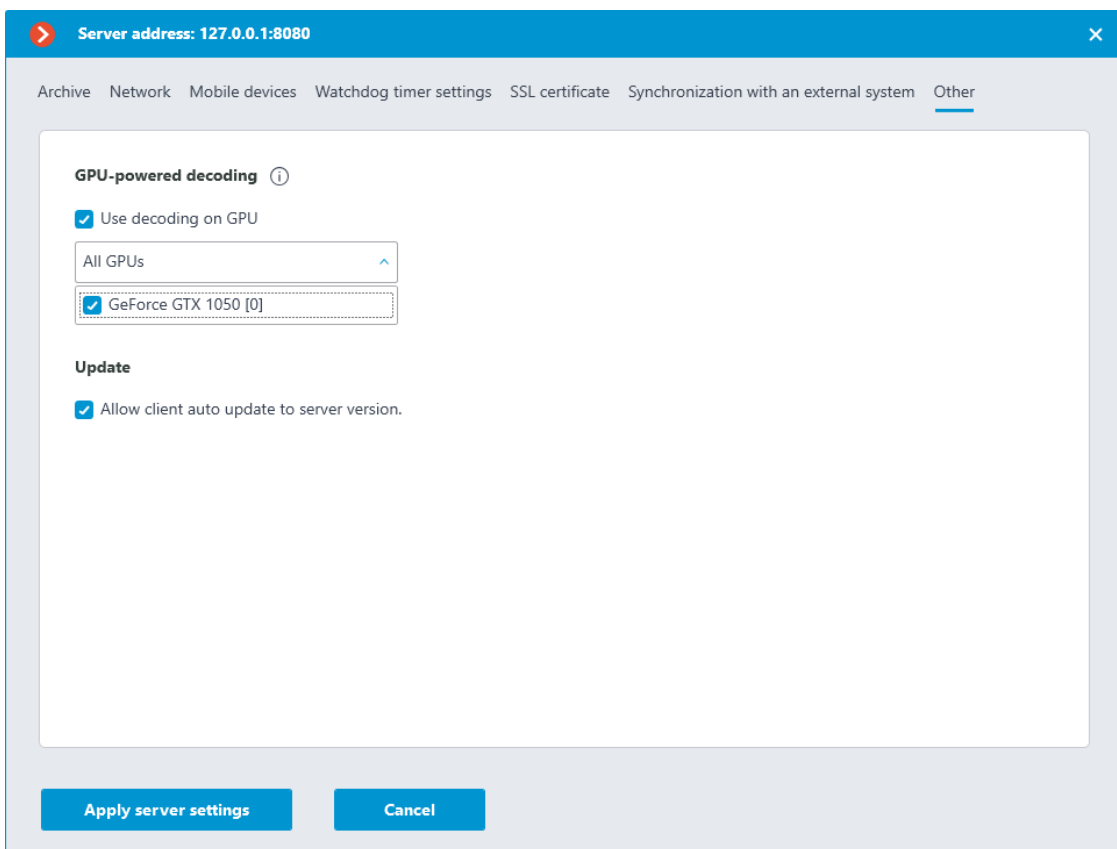 Server address: 127.0.0.1:8080
Archive Network Mobile devices Watchdog timer settings SSL certificate Synchronization with an external system Other
GPU-powered decoding
Use decoding on GPU
All GPUs
GeForce GTX 1050 [0]
Update
Allow client auto update to server version.
Apply server settings Cancel